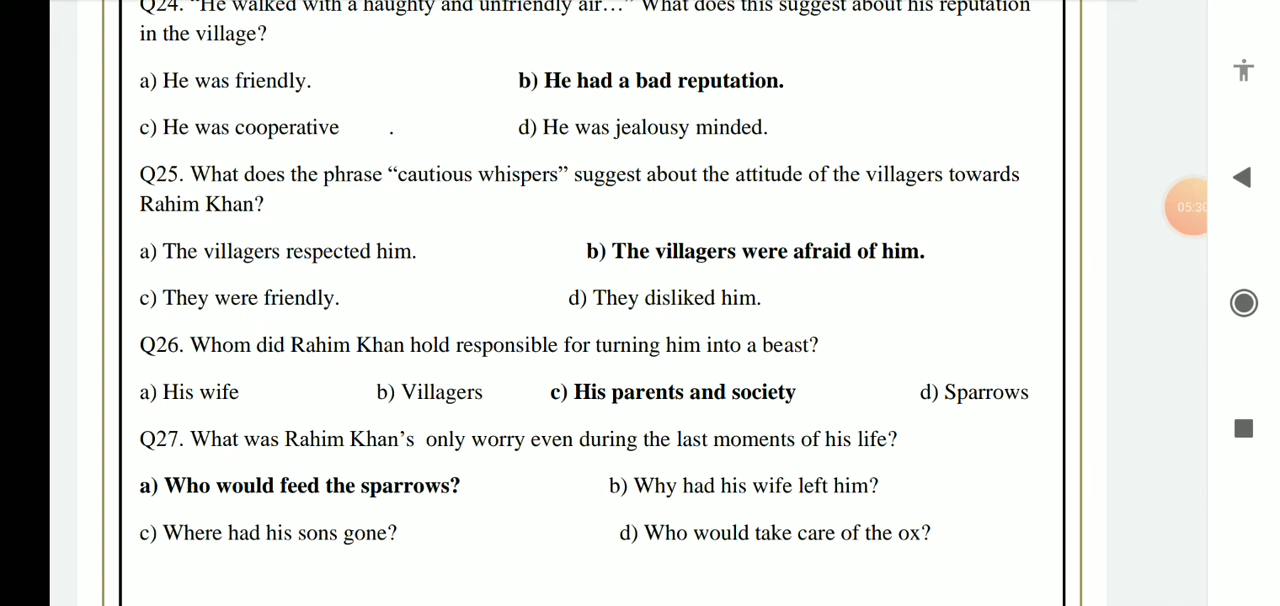 Q24. "He walked with a haughty and unfriendly air…" What does this suggest about his reputation
in the village?
a) He was friendly. b) He had a bad reputation.
c) He was cooperative . d) He was jealousy minded.
Q25. What does the phrase “cautious whispers” suggest about the attitude of the villagers towards
Rahim Khan?
a) The villagers respected him. b) The villagers were afraid of him.
c) They were friendly. d) They disliked him.
Q26. Whom did Rahim Khan hold responsible for turning him into a beast?
a) His wife b) Villagers c) His parents and society d) Sparrows
Q27. What was Rahim Khan’s only worry even during the last moments of his life?
a) Who would feed the sparrows? b) Why had his wife left him?
c) Where had his sons gone? d) Who would take care of the ox?